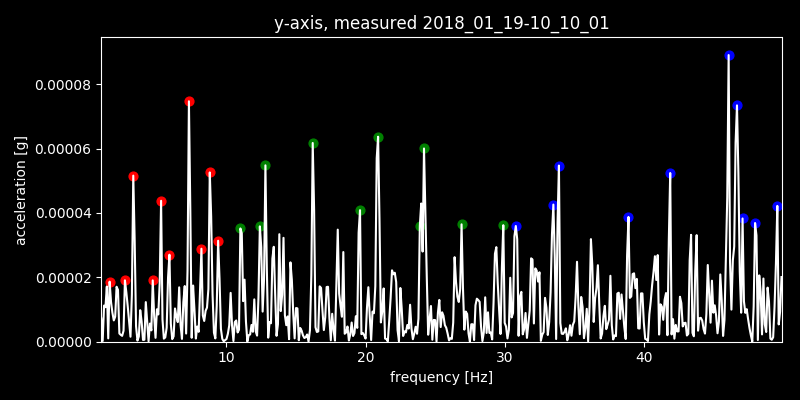 y-axis, measured 2018_01_19-10_10_01
0.00008
0.00006
0.00004
0.00002
0.00000
acceleration [g]
10 20 30 40
frequency [Hz]